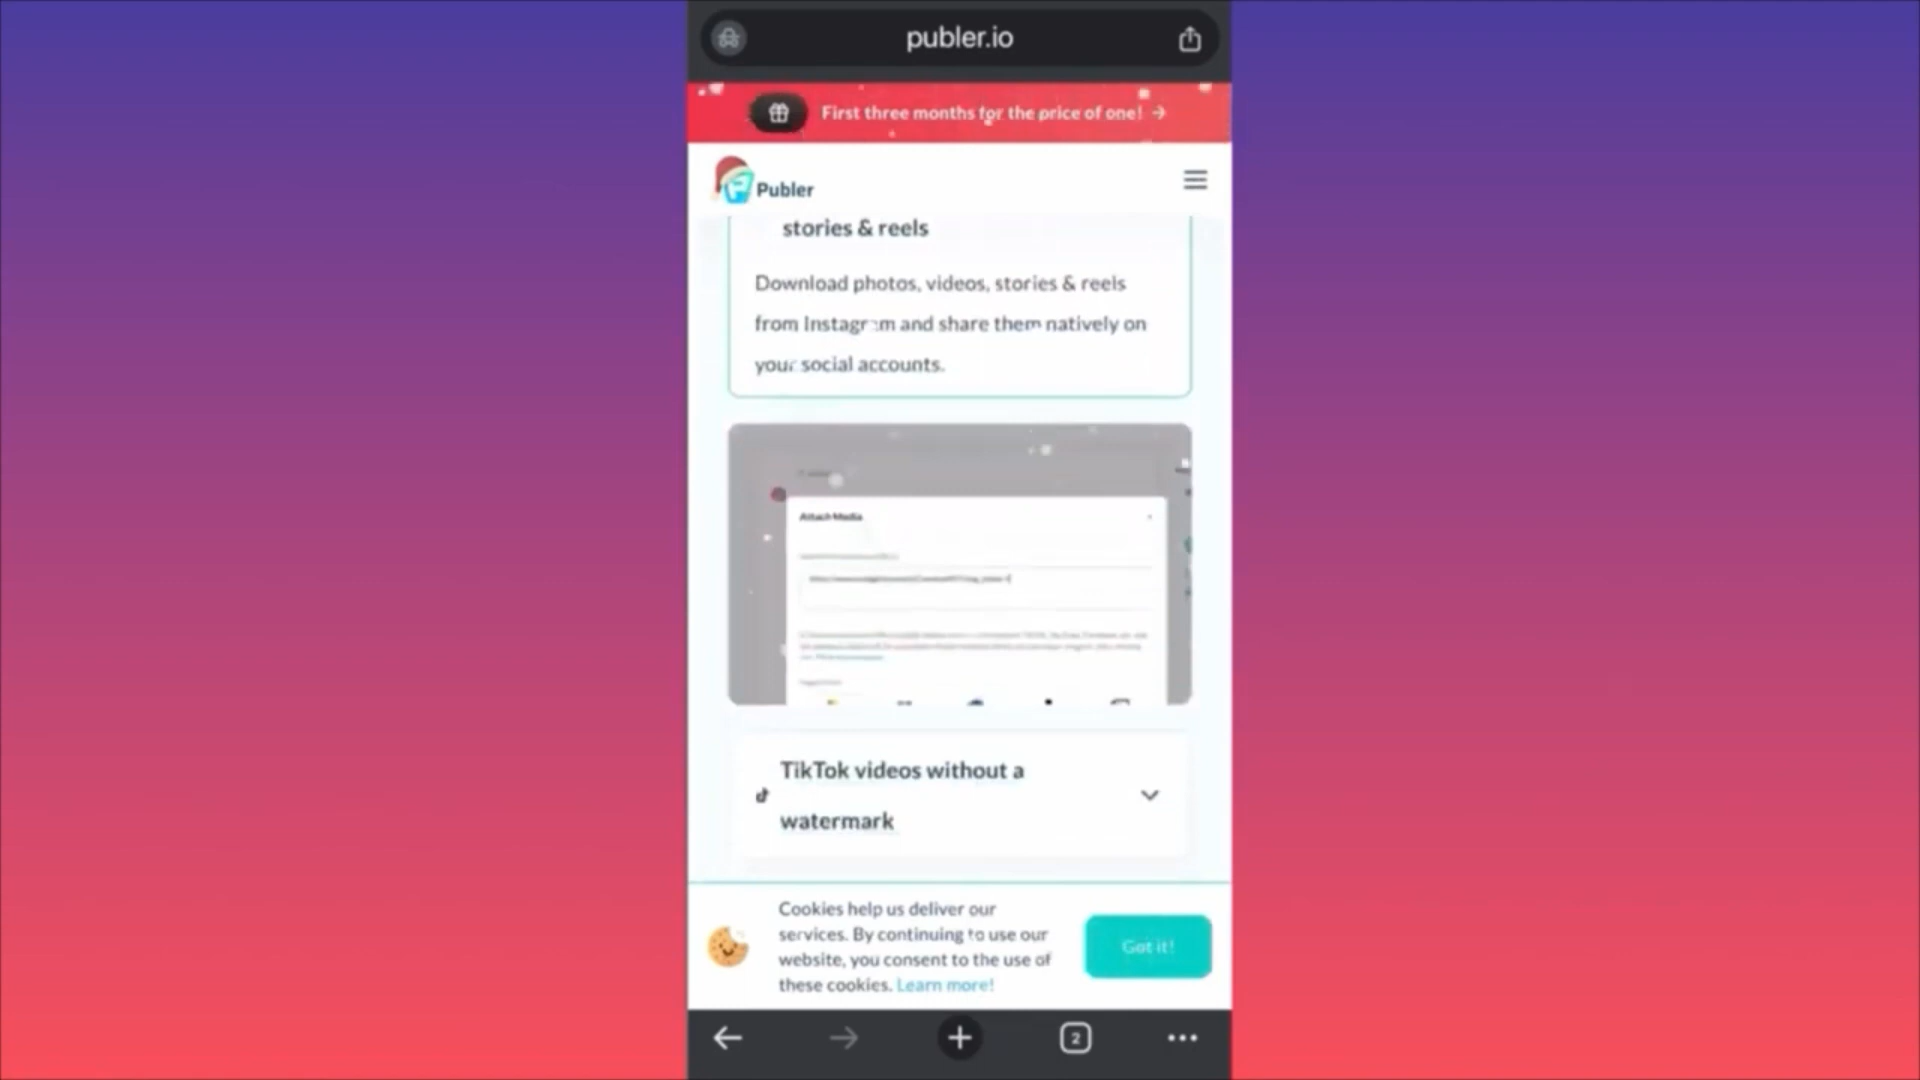 publer.io
First three months for the price of one! →
Publer
stories & reels
Download photos, videos, stories & reels
from Instagram and share them natively on
your social accounts.
Attach Media
TikTok videos without a
watermark
Cookies help us deliver our
services. By continuing to use our
website, you consent to the use of
these cookies. Learn more!
Got it!
2